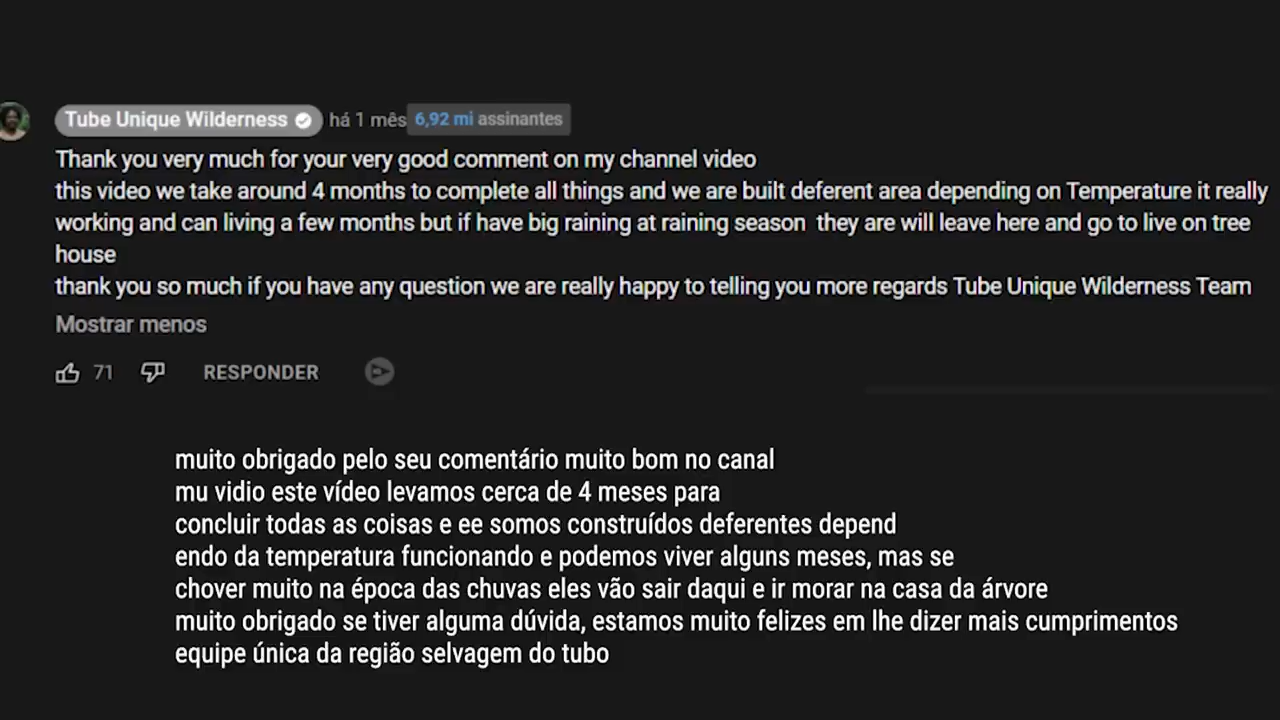 Tube Unique Wilderness há 1 mês 6,92 mi assinantes
Thank you very much for your very good comment on my channel video
this video we take around 4 months to complete all things and we are built deferent area depending on Temperature it really
working and can living a few months but if have big raining at raining season they are will leave here and go to live on tree
house
thank you so much if you have any question we are really happy to telling you more regards Tube Unique Wilderness Team
Mostrar menos
71 RESPONDER
muito obrigado pelo seu comentário muito bom no canal
mu vidio este vídeo levamos cerca de 4 meses para
concluir todas as coisas e ee somos construídos deferentes depend
endo da temperatura funcionando e podemos viver alguns meses, mas se
chover muito na época das chuvas eles vão sair daqui e ir morar na casa da árvore
muito obrigado se tiver alguma dúvida, estamos muito felizes em lhe dizer mais cumprimentos
equipe única da região selvagem do tubo